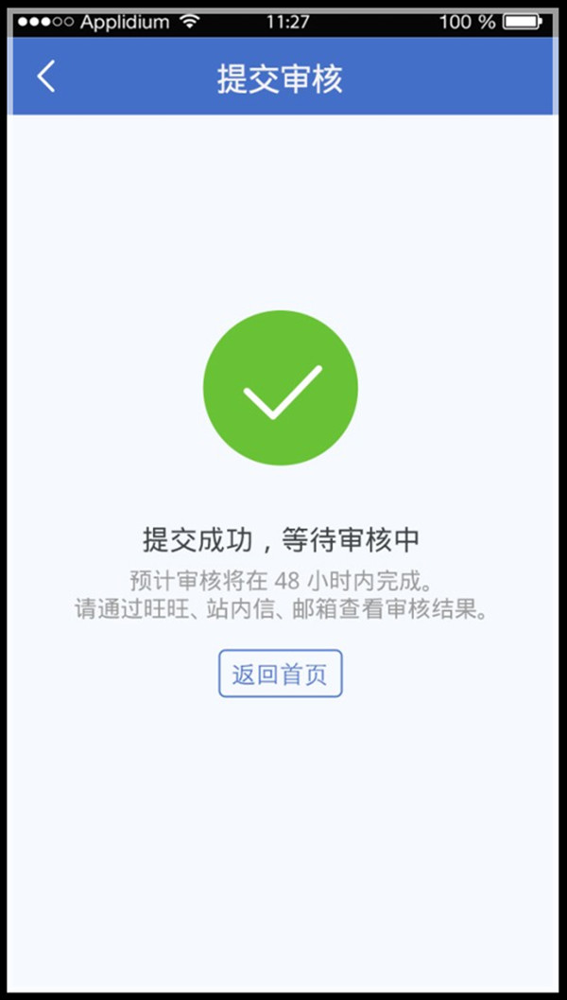 Applidium 11:27 100 %
提交审核
提交成功，等待审核中
预计审核将在 48 小时内完成。
请通过旺旺、站内信、邮箱查看审核结果。
返回首页